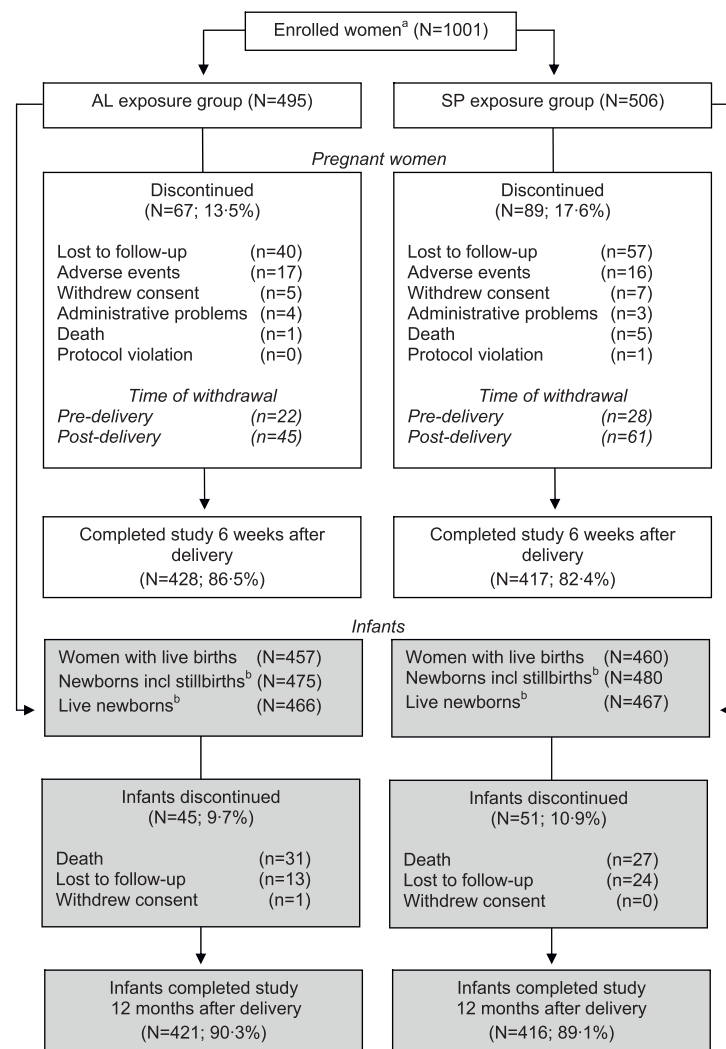 Enrolled womenᵃ (N=1001)
AL exposure group (N=495)
SP exposure group (N=506)
Pregnant women
Discontinued
(N=67; 13·5%)
Lost to follow-up (n=40)
Adverse events (n=17)
Withdrew consent (n=5)
Administrative problems (n=4)
Death (n=1)
Protocol violation (n=0)
Time of withdrawal
Pre-delivery (n=22)
Post-delivery (n=45)
Discontinued
(N=89; 17·6%)
Lost to follow-up (n=57)
Adverse events (n=16)
Withdrew consent (n=7)
Administrative problems (n=3)
Death (n=5)
Protocol violation (n=1)
Time of withdrawal
Pre-delivery (n=28)
Post-delivery (n=61)
Completed study 6 weeks after
delivery
(N=428; 86·5%)
Completed study 6 weeks after
delivery
(N=417; 82·4%)
Infants
Women with live births (N=457)
Newborns incl stillbirthsᵇ (N=475)
Live newbornsᵇ (N=466)
Women with live births (N=460)
Newborns incl stillbirthsᵇ (N=480
Live newbornsᵇ (N=467)
Infants discontinued
(N=45; 9·7%)
Death (n=31)
Lost to follow-up (n=13)
Withdrew consent (n=1)
Infants discontinued
(N=51; 10·9%)
Death (n=27)
Lost to follow-up (n=24)
Withdrew consent (n=0)
Infants completed study
12 months after delivery
(N=421; 90·3%)
Infants completed study
12 months after delivery
(N=416; 89·1%)